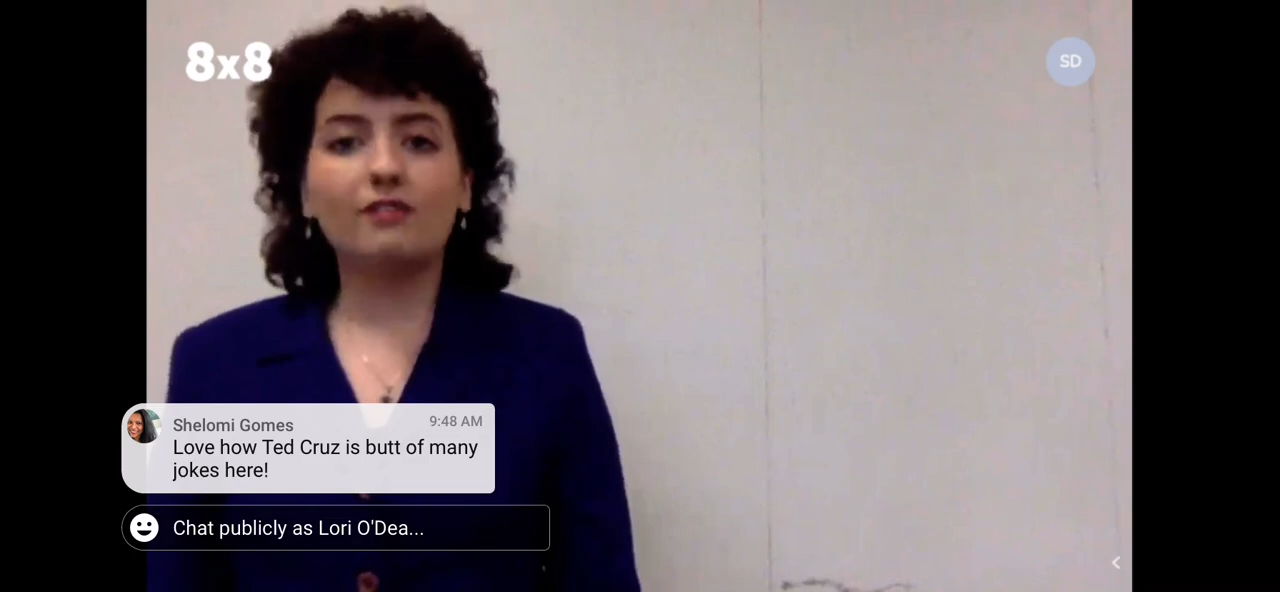 8x8
SD
Shelomi Gomes
9:48 AM
Love how Ted Cruz is butt of many
jokes here!
Chat publicly as Lori O'Dea...